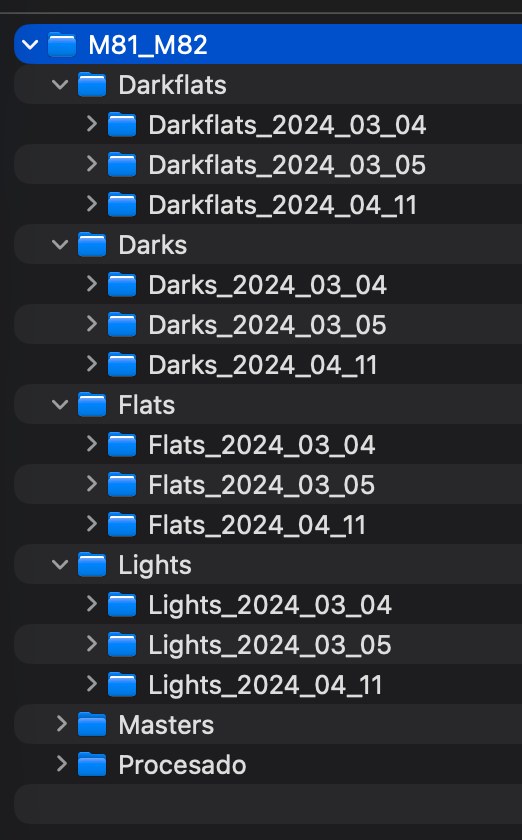 M81_M82
Darkflats
Darkflats_2024_03_04
Darkflats_2024_03_05
Darkflats_2024_04_11
Darks
Darks_2024_03_04
Darks_2024_03_05
Darks_2024_04_11
Flats
Flats_2024_03_04
Flats_2024_03_05
Flats_2024_04_11
Lights
Lights_2024_03_04
Lights_2024_03_05
Lights_2024_04_11
Masters
Procesado